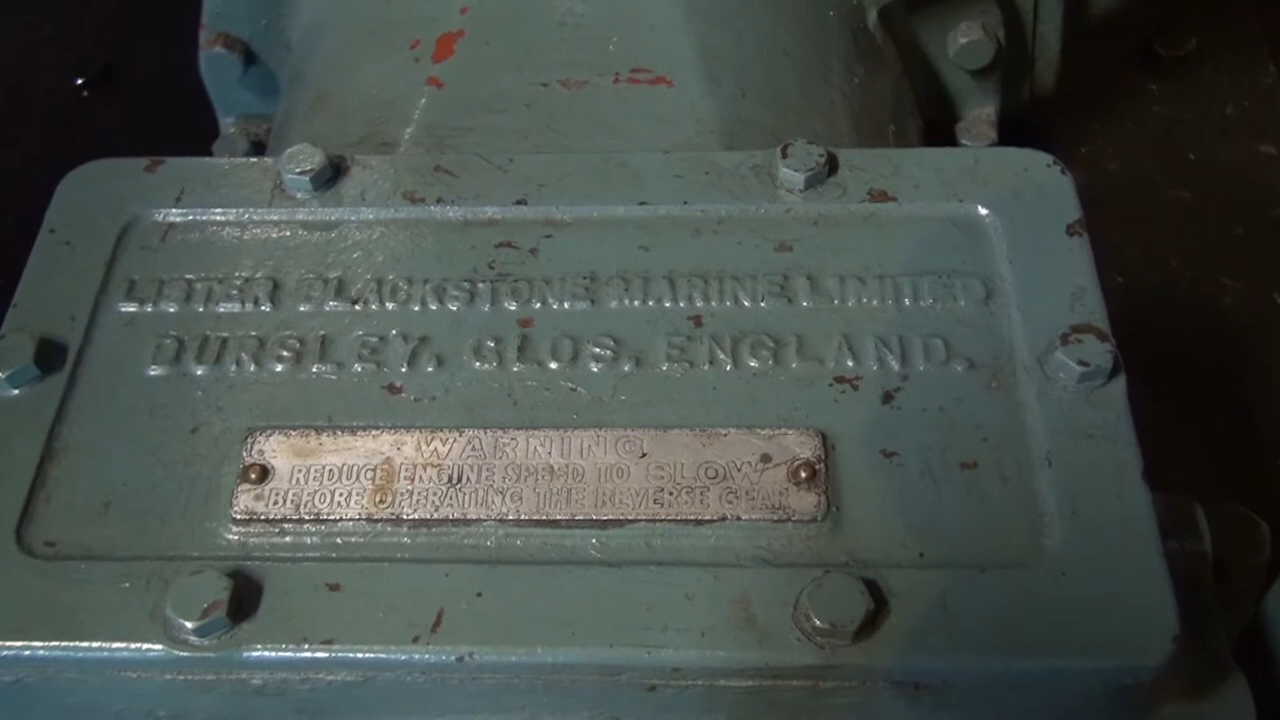 LISTER BLACKSTONE MARINE LIMITED
DURSLEY, GLOS, ENGLAND.
WARNING
REDUCE ENGINE SPEED TO SLOW
BEFORE OPERATING THE REVERSE GEAR